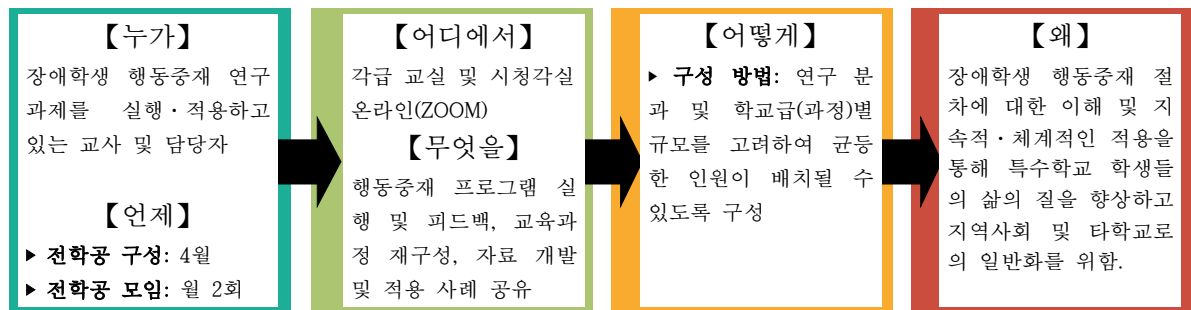 【누가】
장애학생 행동중재 연구
과제를 실행·적용하고
있는 교사 및 담당자
【언제】
▸ 전학공 구성: 4월
▸ 전학공 모임: 월 2회
【어디에서】
각급 교실 및 시청각실
온라인(ZOOM)
【무엇을】
행동중재 프로그램 실
행 및 피드백, 교육과
정 재구성, 자료 개발
및 적용 사례 공유
【어떻게】
▸ 구성 방법: 연구 분
과 및 학교급(과정)별
규모를 고려하여 균등
한 인원이 배치될 수
있도록 구성
【왜】
장애학생 행동중재 절
차에 대한 이해 및 지
속적·체계적인 적용을
통해 특수학교 학생들
의 삶의 질을 향상하고
지역사회 및 타학교로
의 일반화를 위함.